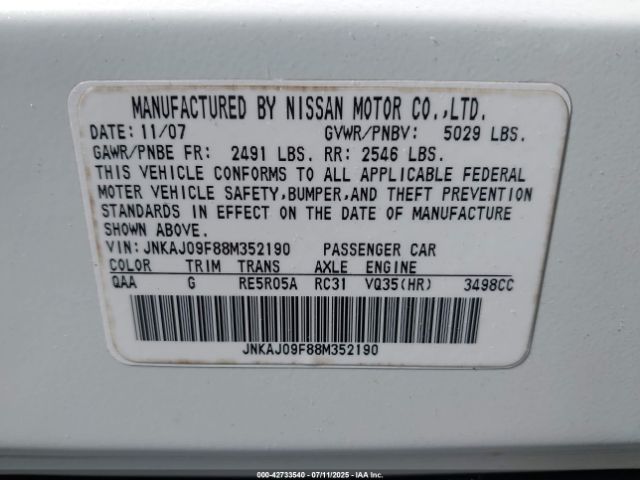 MANUFACTURED BY NISSAN MOTOR CO.,LTD.
DATE: 11/07 GVWR/PNBV: 5029 LBS.
GAWR/PNBE FR: 2491 LBS. RR: 2546 LBS.
THIS VEHICLE CONFORMS TO ALL APPLICABLE FEDERAL
MOTER VEHICLE SAFETY,BUMPER,AND THEFT PREVENTION
STANDARDS IN EFFECT ON THE DATE OF MANUFACTURE
SHOWN ABOVE.
VIN:JNKAJ09F88M352190 PASSENGER CAR
COLOR TRIM TRANS AXLE ENGINE
QAA G RE5R05A RC31 VQ35(HR) 3498CC
JNKAJ09F88M352190
000-42733540 - 07/11/2025 - IAA Corp.